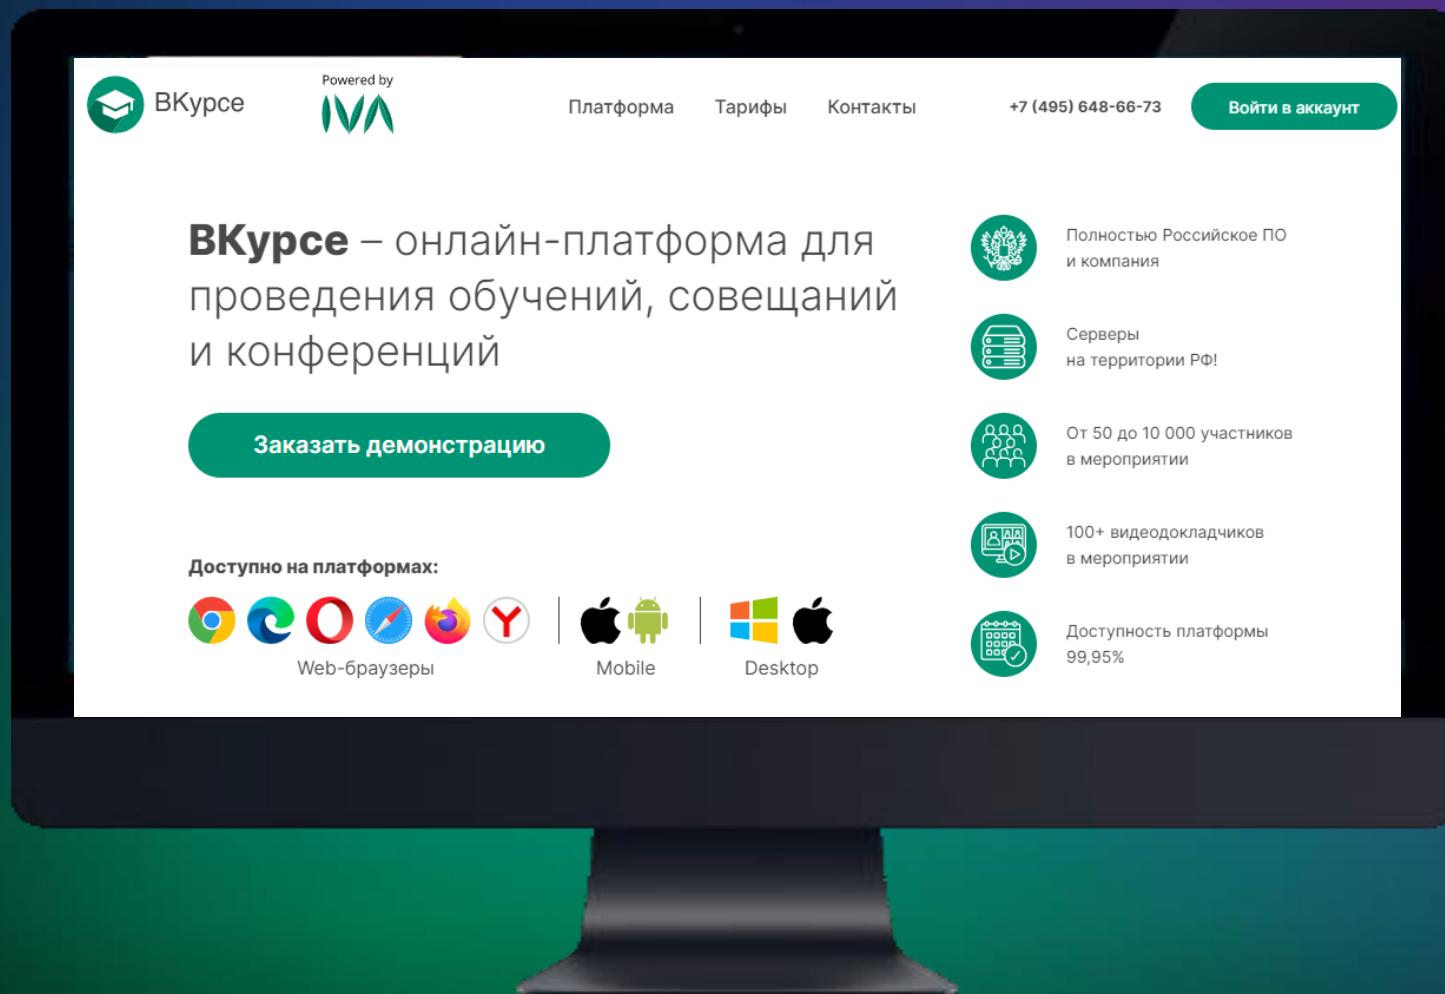 ВКурсе
Powered by
IVA
Платформа
Тарифы
Контакты
+7 (495) 648-66-73
Войти в аккаунт
ВКурсе – онлайн-платформа для
проведения обучений, совещаний
и конференций
Заказать демонстрацию
Доступно на платформах:
Web-браузеры
Mobile
Desktop
Полностью Российское ПО
и компания
Серверы
на территории РФ!
От 50 до 10 000 участников
в мероприятии
100+ видеодокладчиков
в мероприятии
Доступность платформы
99,95%